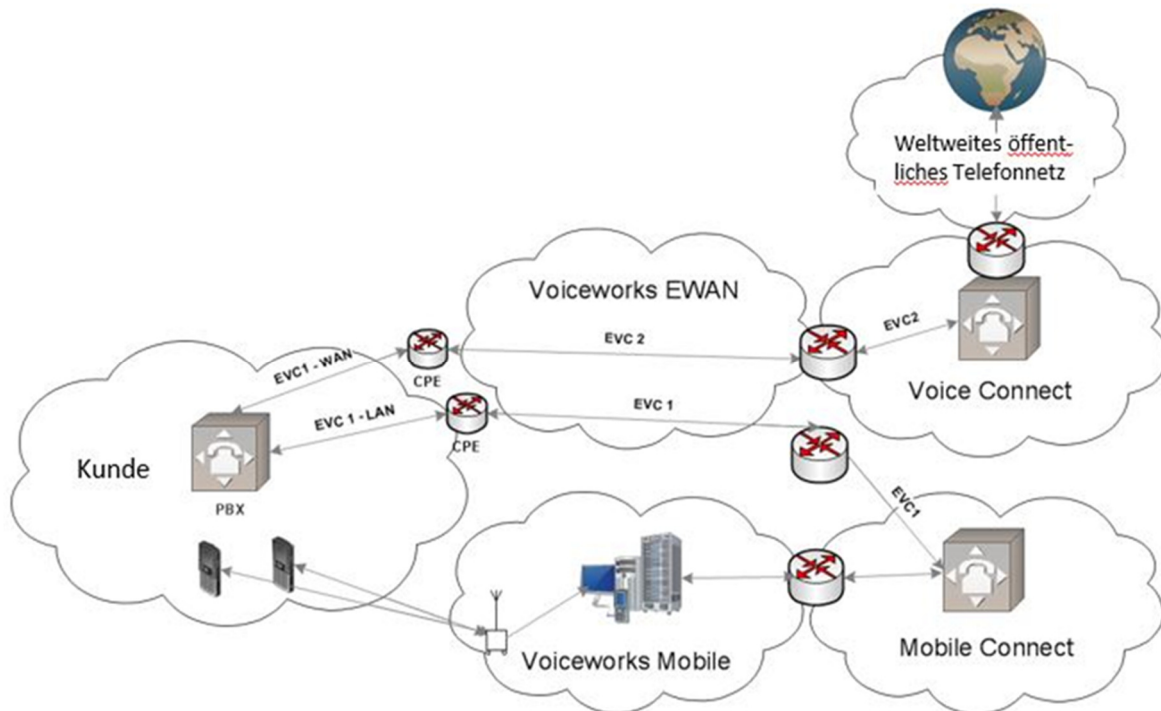 Weltweites öffent-
liches Telefonnetz
Voiceworks EWAN
EVC1 - WAN
CPE
EVC 2
EVC2
Voice Connect
EVC 1 - LAN
CPE
EVC 1
Kunde
PBX
EVC1
Voiceworks Mobile
Mobile Connect